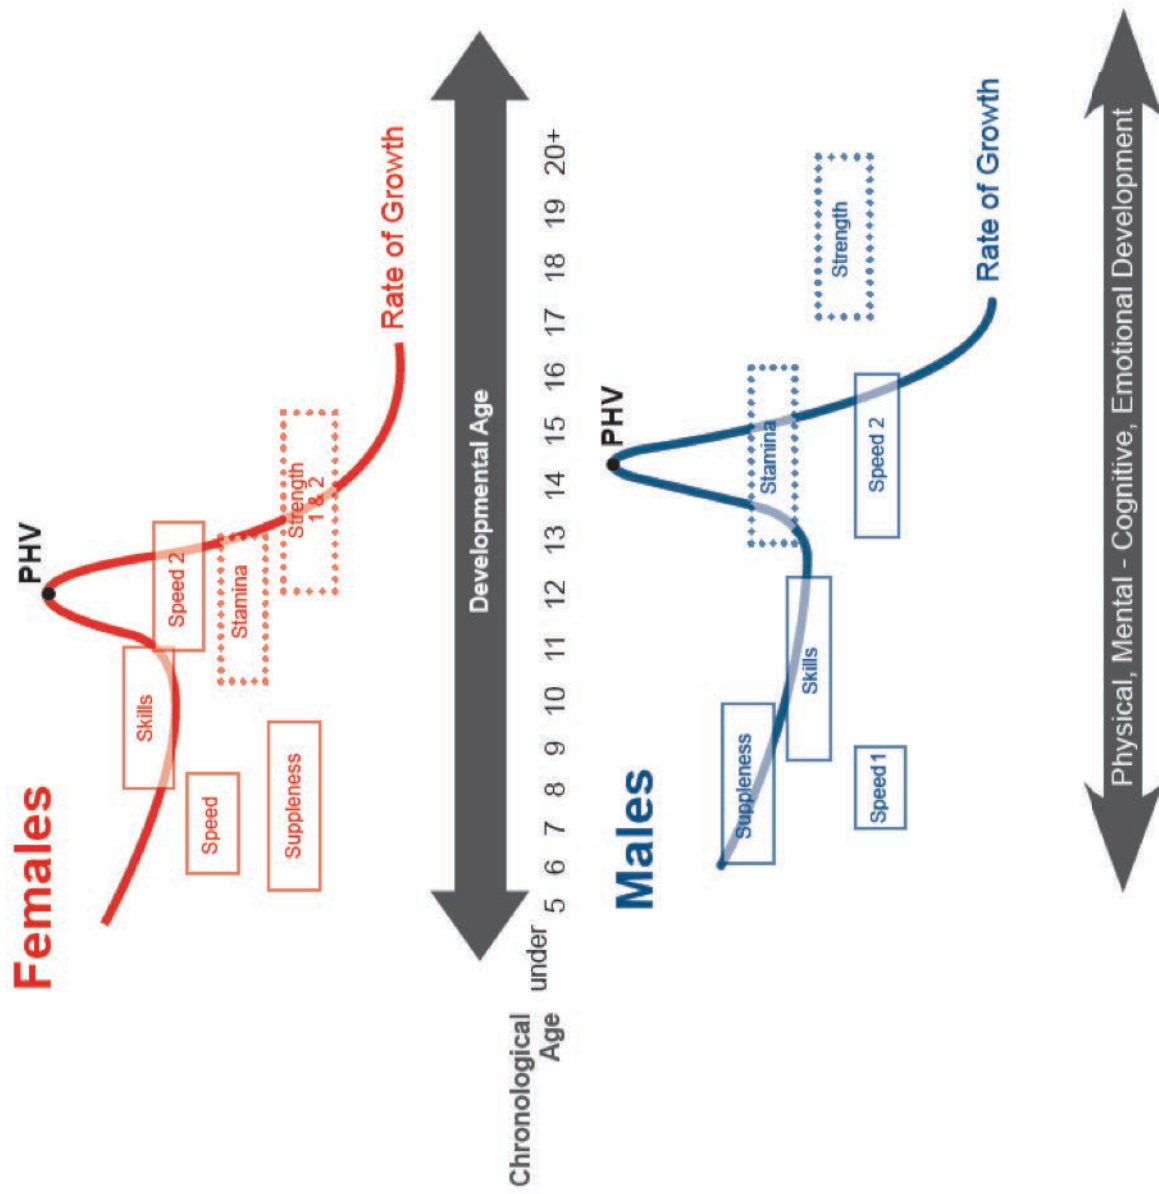 Females
PHV
Skills
Speed 2
Speed
Stamina
Suppleness
Strength
1 & 2
Rate of Growth
Developmental Age
Chronological
Age
under
5 6 7 8 9 10 11 12 13 14 15 16 17 18 19 20+
Males
PHV
Suppleness
Stamina
Skills
Strength
Speed 1
Speed 2
Rate of Growth
Physical, Mental - Cognitive, Emotional Development